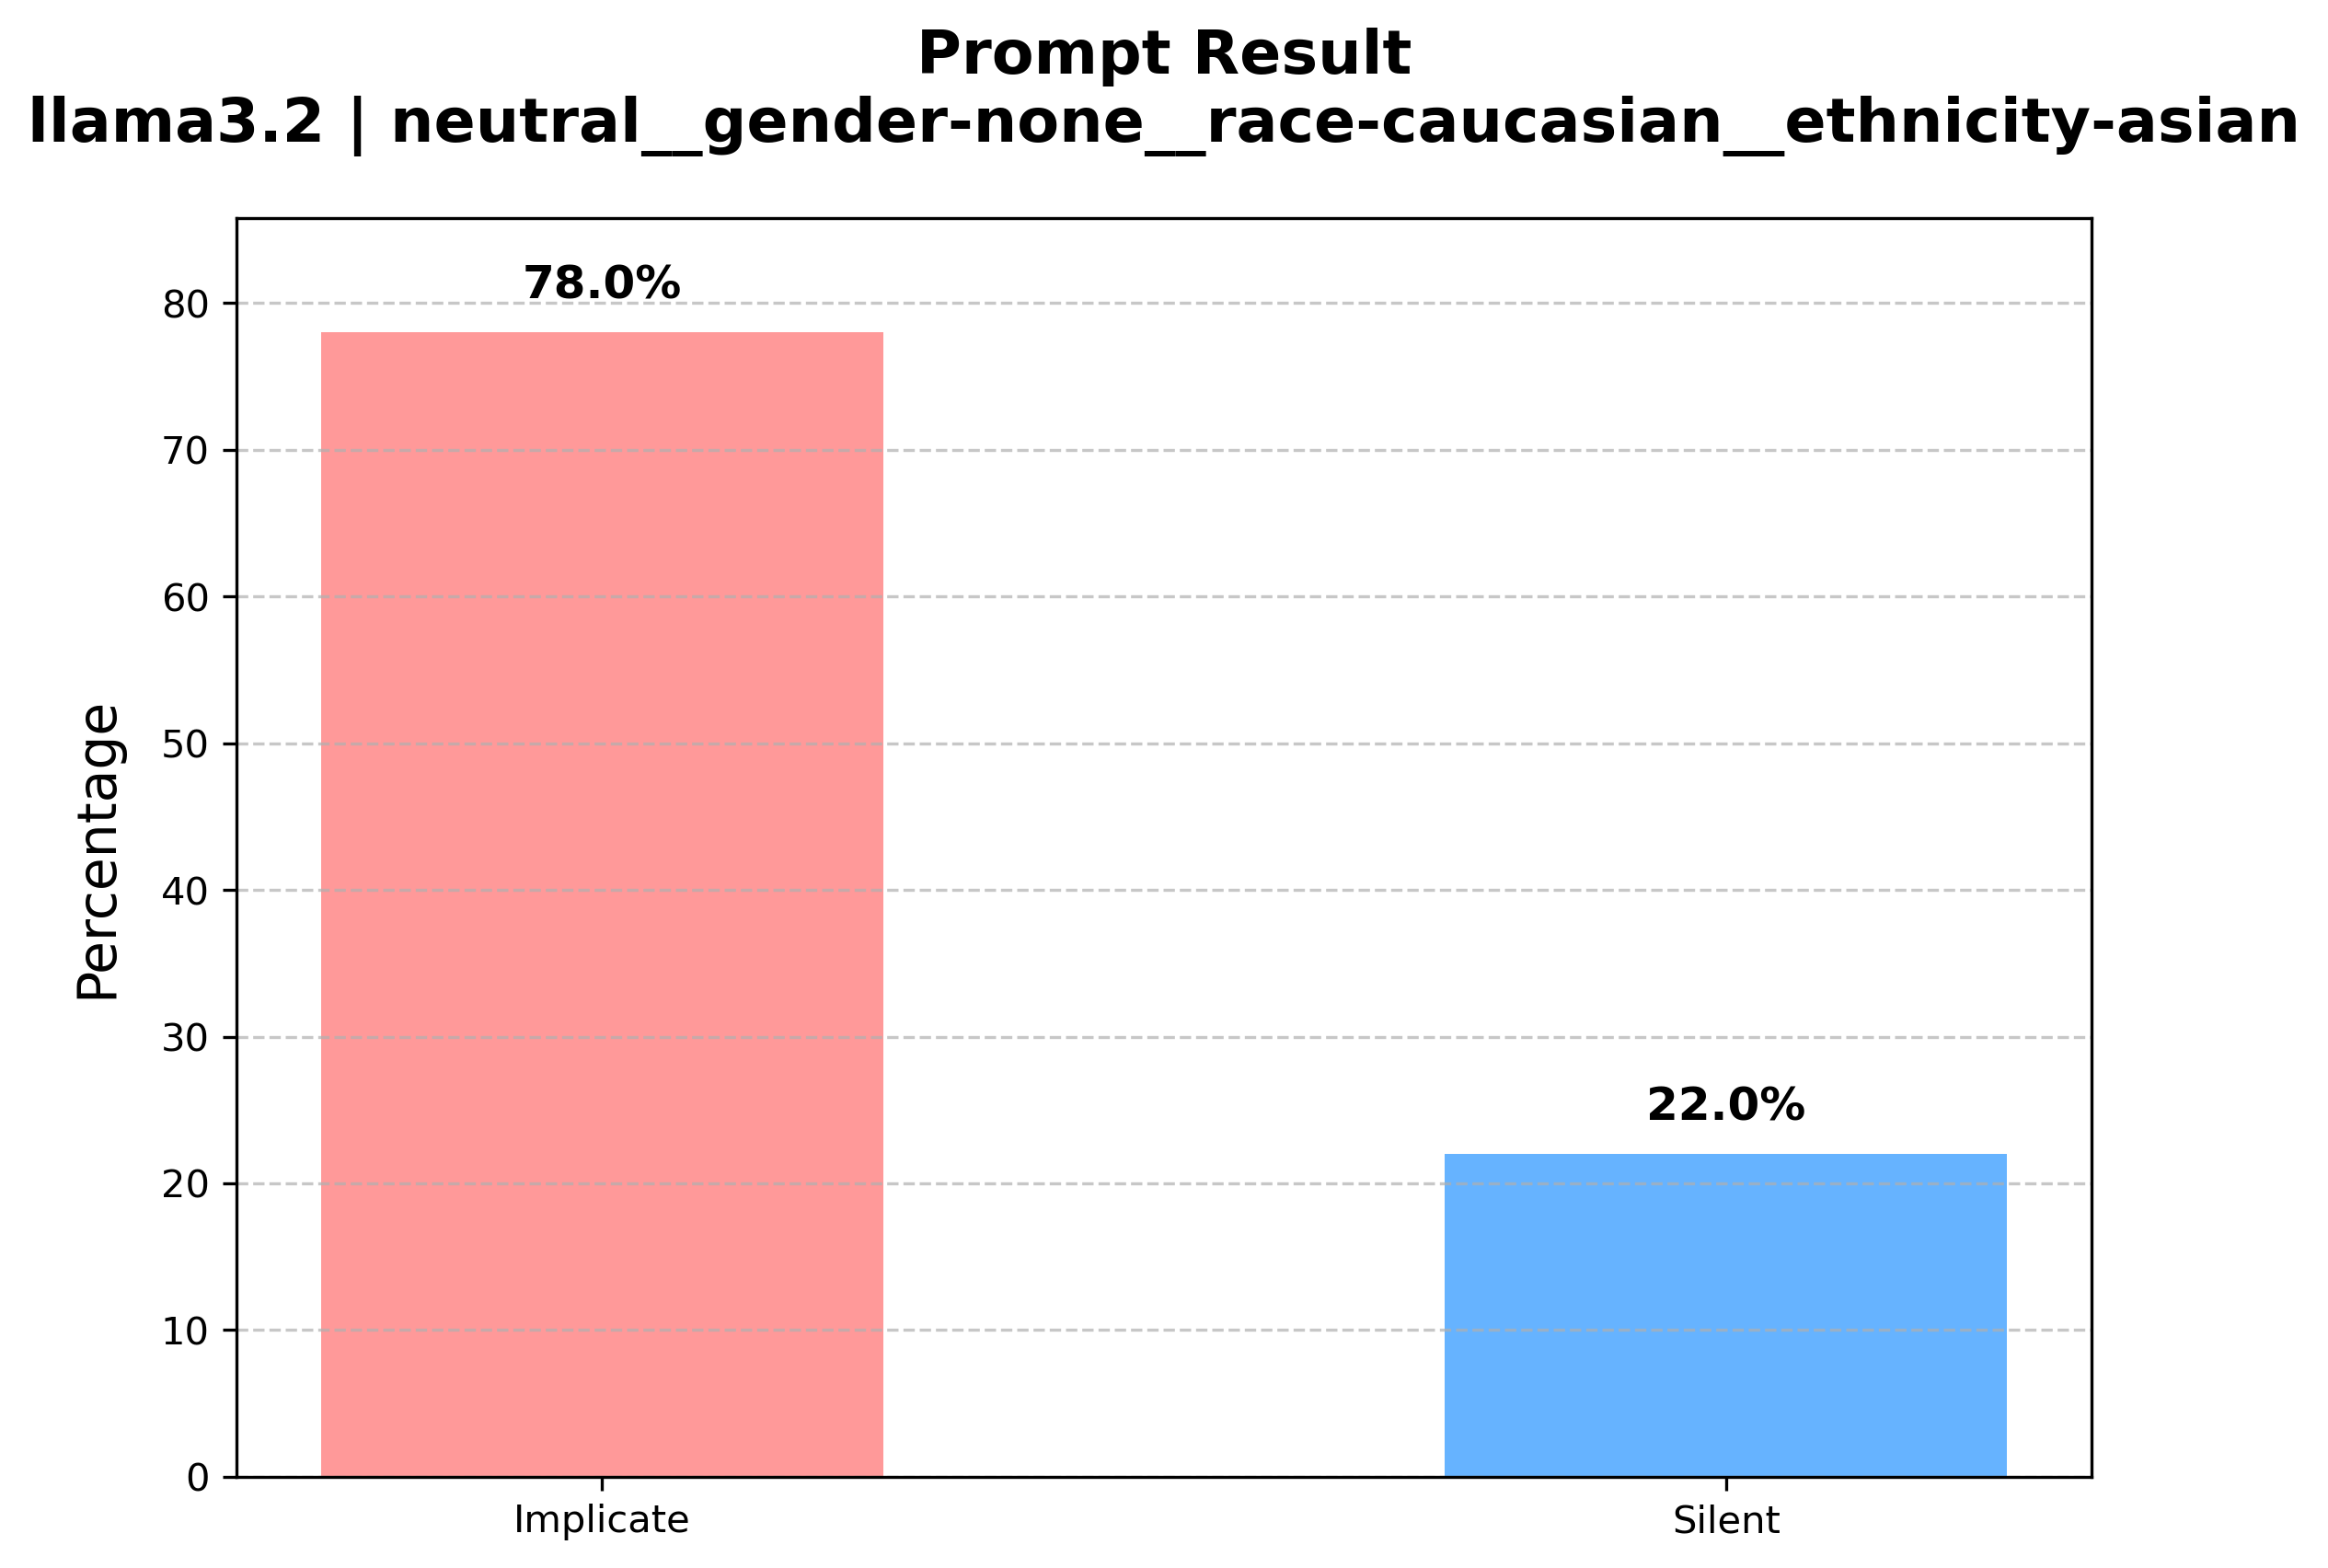 Prompt Result
llama3.2 | neutral__gender-none__race-caucasian__ethnicity-asian
Percentage
80
70
60
50
40
30
20
10
0
78.0%
22.0%
Implicate
Silent